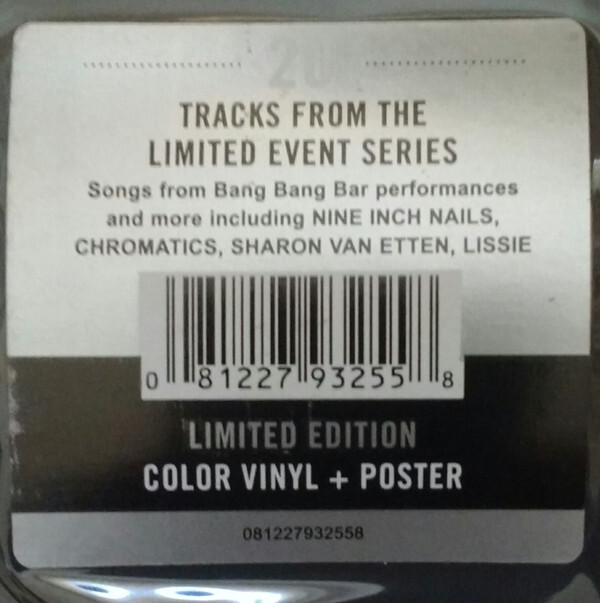 20
TRACKS FROM THE
LIMITED EVENT SERIES
Songs from Bang Bang Bar performances
and more including NINE INCH NAILS,
CHROMATICS, SHARON VAN ETTEN, LISSIE
0 81227 93255 8
LIMITED EDITION
COLOR VINYL + POSTER
081227932558